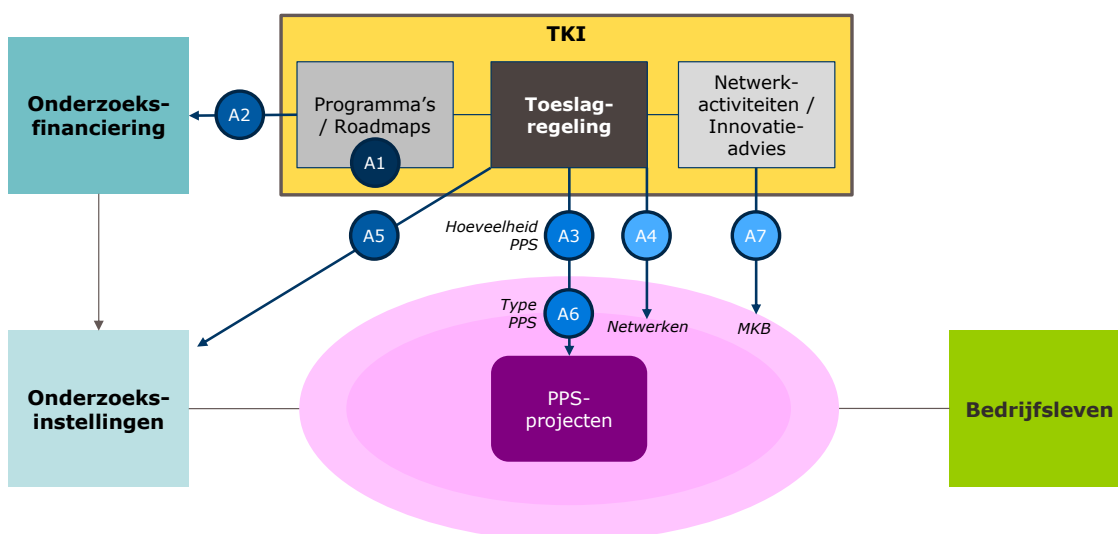 TKI
Onderzoeks-
financiering
A2
Programma's
/ Roadmaps
A1
Toeslag-
regeling
Netwerk-
activiteiten /
Innovatie-
advies
A5
Hoeveelheid
PPS
A3
A4
A7
Type
PPS
A6
Netwerken
MKB
Onderzoeks-
instellingen
PPS-
projecten
Bedrijfsleven